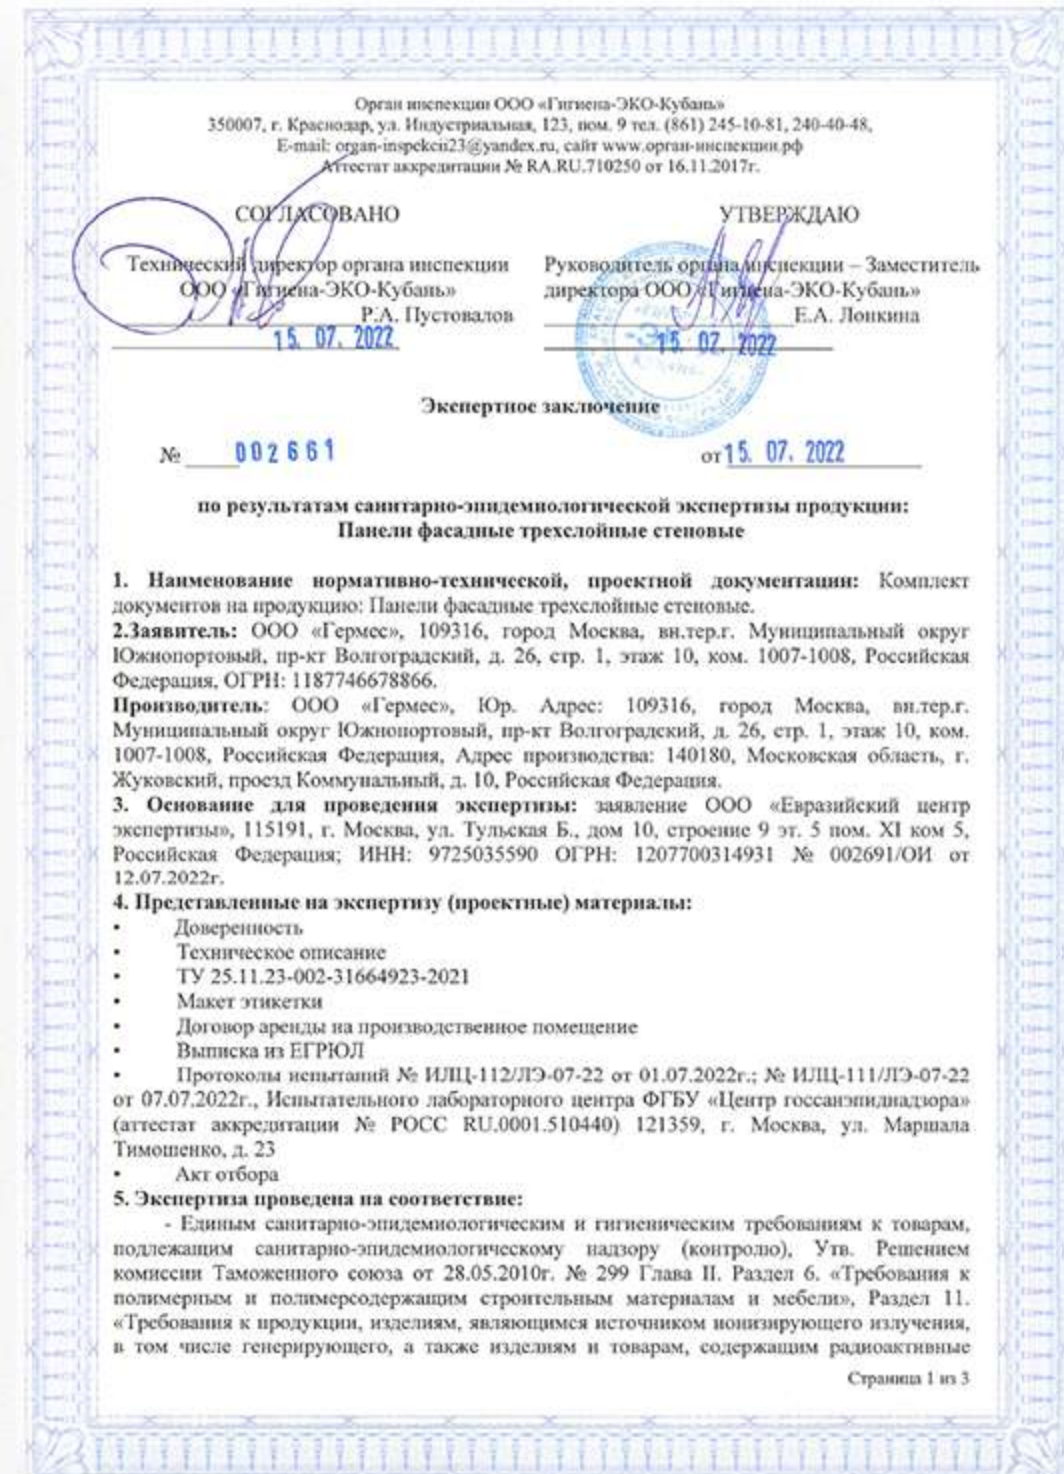 Орган инспекции ООО «Гигиена-ЭКО-Кубань»
350007, г. Краснодар, ул. Индустриальная, 123, пом. 9 тел. (861) 245-10-81, 240-40-48,
E-mail: organ-inspekcii23@yandex.ru, сайт www.орган-инспекции.рф
Аттестат аккредитации № RA.RU.710250 от 16.11.2017г.
СОГЛАСОВАНО
Технический директор органа инспекции
ООО «Гигиена-ЭКО-Кубань»
Р.А. Пустовалов
15. 07. 2022
УТВЕРЖДАЮ
Руководитель органа инспекции – Заместитель
директора ООО «Гигиена-ЭКО-Кубань»
Е.А. Лонкина
15. 07. 2022
Экспертное заключение
№ 002661
от 15. 07. 2022
по результатам санитарно-эпидемиологической экспертизы продукции:
Панели фасадные трехслойные стеновые
1. Наименование нормативно-технической, проектной документации: Комплект
документов на продукцию: Панели фасадные трехслойные стеновые.
2.Заявитель: ООО «Гермес», 109316, город Москва, вн.тер.г. Муниципальный округ
Южнопортовый, пр-кт Волгоградский, д. 26, стр. 1, этаж 10, ком. 1007-1008, Российская
Федерация, ОГРН: 1187746678866.
Производитель: ООО «Гермес», Юр. Адрес: 109316, город Москва, вн.тер.г.
Муниципальный округ Южнопортовый, пр-кт Волгоградский, д. 26, стр. 1, этаж 10, ком.
1007-1008, Российская Федерация, Адрес производства: 140180, Московская область, г.
Жуковский, проезд Коммунальный, д. 10, Российская Федерация.
3. Основание для проведения экспертизы: заявление ООО «Евразийский центр
экспертизы», 115191, г. Москва, ул. Тульская Б., дом 10, строение 9 эт. 5 пом. XI ком 5,
Российская Федерация; ИНН: 9725035590 ОГРН: 1207700314931 № 002691/ОИ от
12.07.2022г.
4. Представленные на экспертизу (проектные) материалы:
• Доверенность
• Техническое описание
• ТУ 25.11.23-002-31664923-2021
• Макет этикетки
• Договор аренды на производственное помещение
• Выписка из ЕГРЮЛ
• Протоколы испытаний № ИЛЦ-112/ЛЭ-07-22 от 01.07.2022г.; № ИЛЦ-111/ЛЭ-07-22
от 07.07.2022г., Испытательного лабораторного центра ФГБУ «Центр госсанэпиднадзора»
(аттестат аккредитации № РОСС RU.0001.510440) 121359, г. Москва, ул. Маршала
Тимошенко, д. 23
• Акт отбора
5. Экспертиза проведена на соответствие:
- Единым санитарно-эпидемиологическим и гигиеническим требованиям к товарам,
подлежащим санитарно-эпидемиологическому надзору (контролю), Утв. Решением
комиссии Таможенного союза от 28.05.2010г. № 299 Глава II. Раздел 6. «Требования к
полимерным и полимерсодержащим строительным материалам и мебели», Раздел 11.
«Требования к продукции, изделиям, являющимся источником ионизирующего излучения,
в том числе генерирующего, а также изделиям и товарам, содержащим радиоактивные
Страница 1 из 3